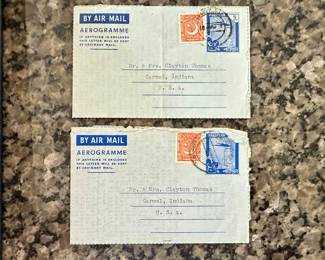 BY AIR MAIL
AEROGRAMME
IF ANYTHING IS ENCLOSED
THIS LETTER WILL BE SENT
BY ORDINARY MAIL
Dr. & Mrs. Clayton Thomas
Carmel, Indiana
U. S. A.
BY AIR MAIL
AEROGRAMME
IF ANYTHING IS ENCLOSED
THIS LETTER WILL BE SENT
BY ORDINARY MAIL
Dr. & Mrs. Clayton Thomas
Carmel, Indiana
U. S. A.